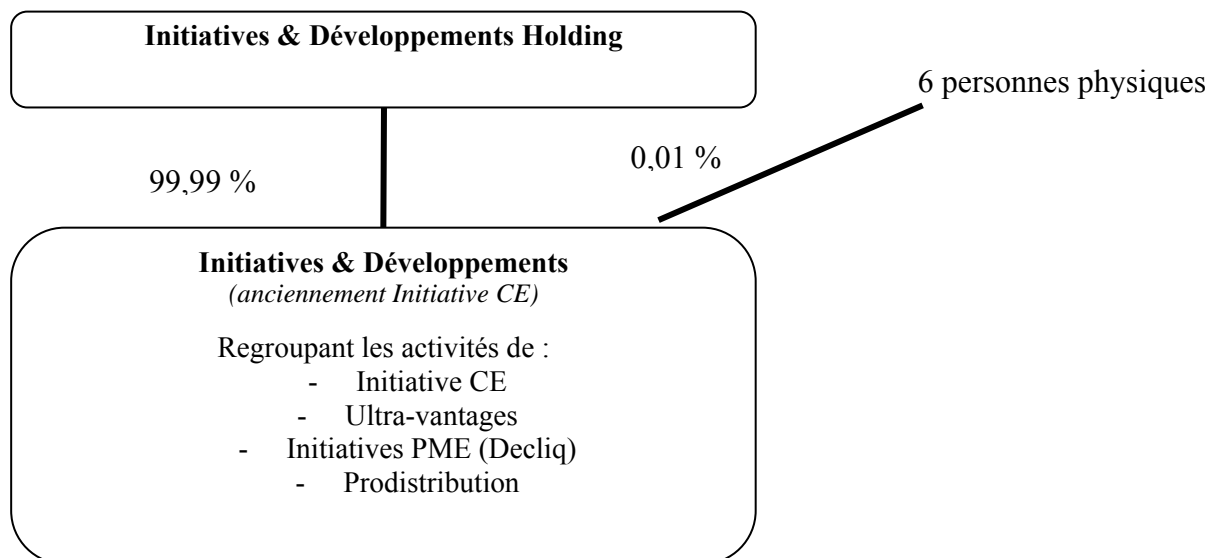 Initiatives & Développements Holding
6 personnes physiques
0,01 %
99,99 %
Initiatives & Développements
(anciennement Initiative CE)
Regroupant les activités de :
- Initiative CE
- Ultra-vantages
- Initiatives PME (Decliq)
- Prodistribution